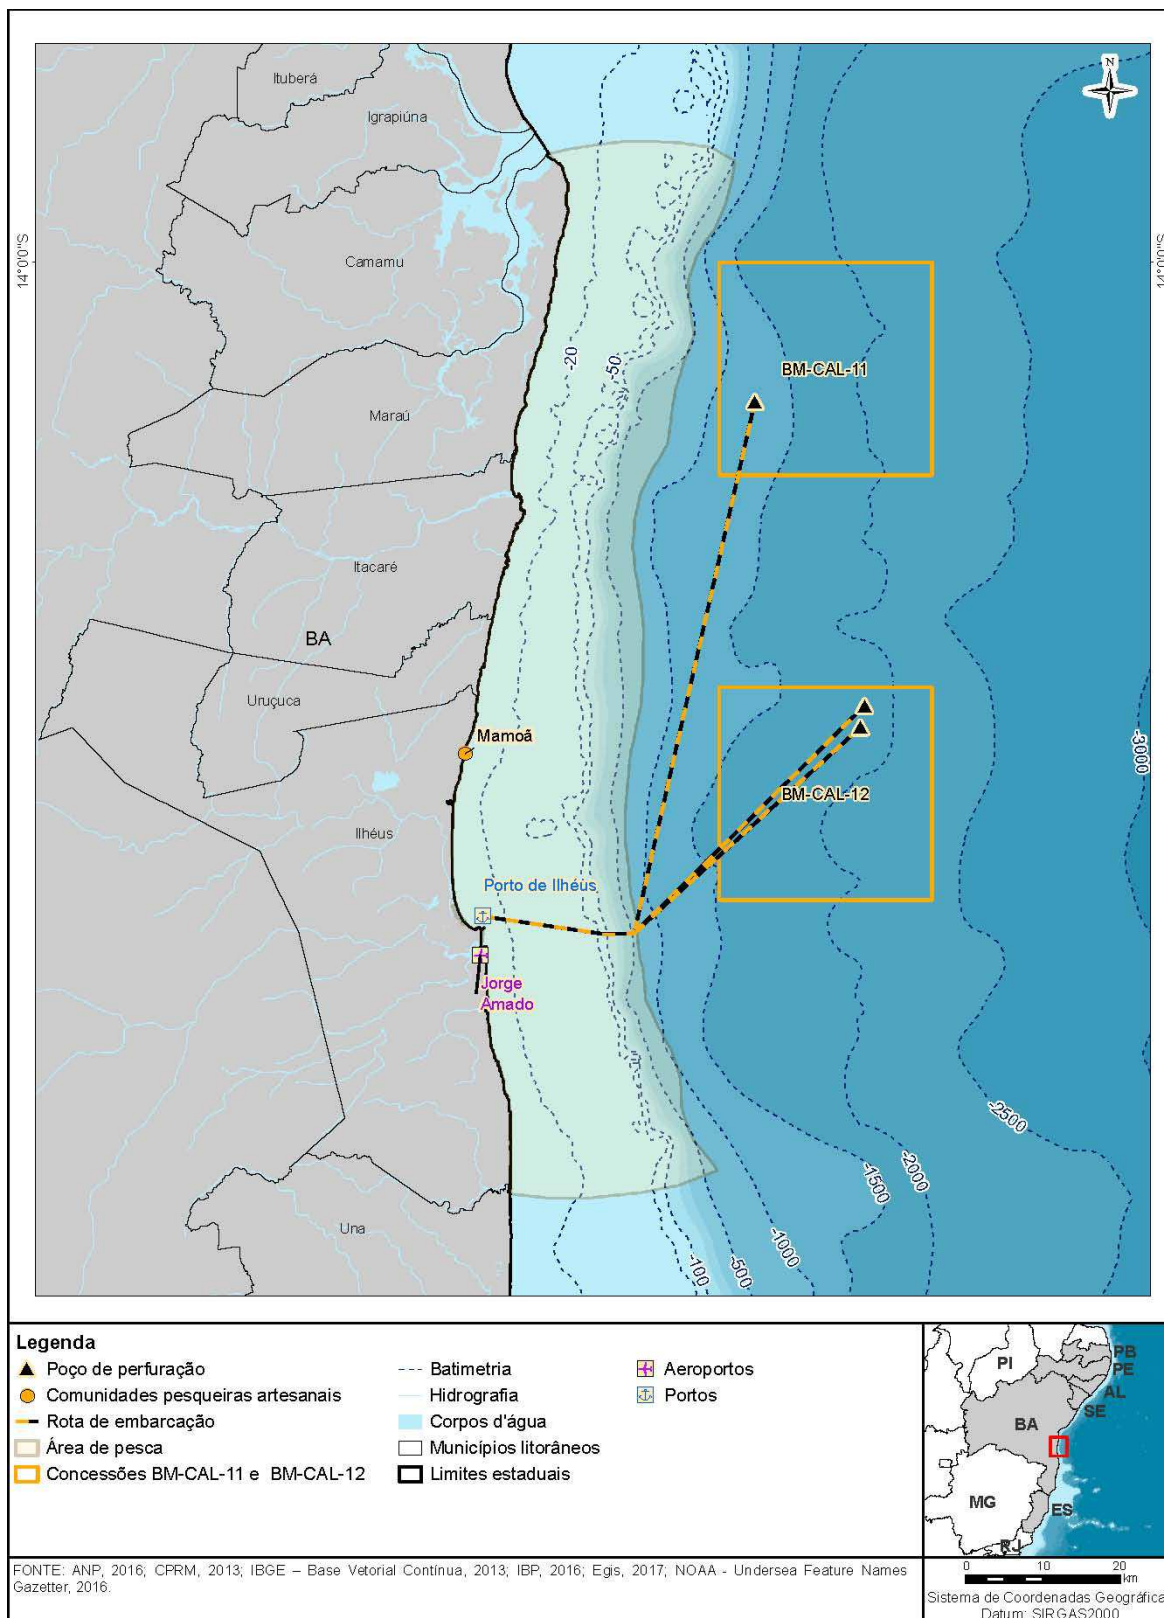 N
Ituberá
Igrapiúna
14°0'0"S
14°0'0"S
Camamu
-20
-50
BM-CAL-11
Maraú
Itacaré
BA
Uruçuca
Mamoã
-3000
BM-CAL-12
Ilhéus
Porto de Ilhéus
Jorge
Amado
-2500
-2000
-1500
Una
-1000
-500
-100
Legenda
Poço de perfuração
Comunidades pesqueiras artesanais
Rota de embarcação
Área de pesca
Concessões BM-CAL-11 e BM-CAL-12
Batimetria
Hidrografia
Corpos d'água
Municípios litorâneos
Limites estaduais
Aeroportos
Portos
PI
PB
PE
AL
SE
BA
MG
ES
RJ
FONTE: ANP, 2016; CPRM, 2013; IBGE – Base Vetorial Contínua, 2013; IBP, 2016; Egis, 2017; NOAA - Undersea Feature Names
Gazetter, 2016.
0 10 20
km
Sistema de Coordenadas Geográfica
Datum: SIRGAS2000